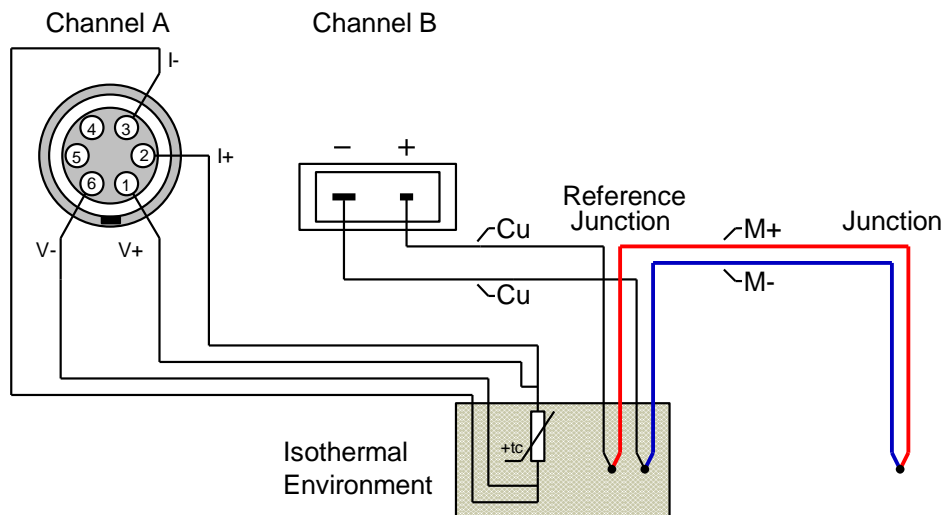 Channel A
Channel B
I-
4
3
5
2
6
1
I+
− +
V-
V+
Cu
Cu
Reference
Junction
M+
M-
Junction
Isothermal
Environment
+tc